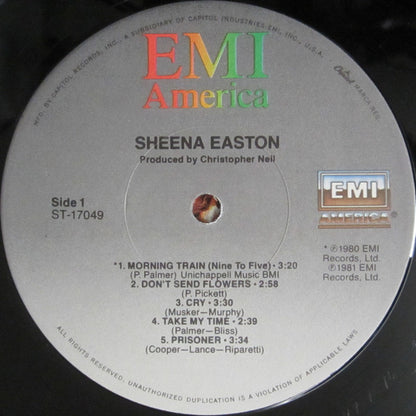 MFD. BY CAPITOL RECORDS, INC., A SUBSIDIARY OF CAPITOL INDUSTRIES-EMI, INC., U.S.A.
EMI
America
SHEENA EASTON
Produced by Christopher Neil
Side 1
ST-17049
EMI
AMERICA
* ℗1980 EMI
Records, Ltd.
℗1981 EMI
Records, Ltd.
*1. MORNING TRAIN (Nine To Five) • 3:20
(P. Palmer) Unichappell Music BMI
2. DON'T SEND FLOWERS • 2:58
(P. Pickett)
3. CRY • 3:30
(Musker—Murphy)
4. TAKE MY TIME • 2:39
(Palmer—Bliss)
5. PRISONER • 3:34
(Cooper—Lance—Riparetti)
ALL RIGHTS RESERVED. UNAUTHORIZED DUPLICATION IS A VIOLATION OF APPLICABLE LAWS